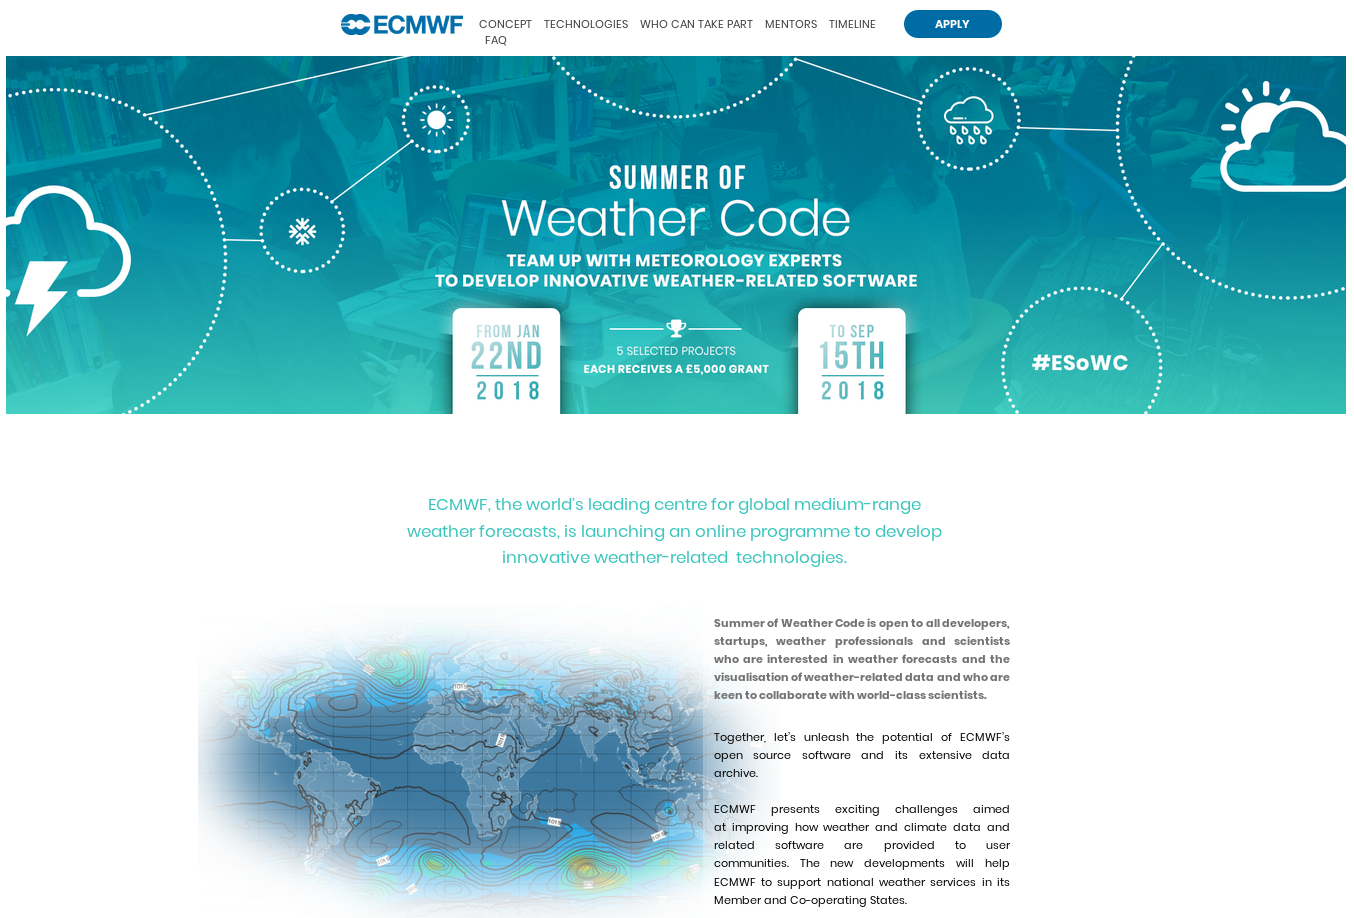 ECMWF CONCEPT TECHNOLOGIES WHO CAN TAKE PART MENTORS TIMELINE APPLY
FAQ
SUMMER OF
Weather Code
TEAM UP WITH METEOROLOGY EXPERTS
TO DEVELOP INNOVATIVE WEATHER-RELATED SOFTWARE
FROM JAN
22ND
2018
5 SELECTED PROJECTS
EACH RECEIVES A £5,000 GRANT
TO SEP
15TH
2018
#ESoWC
ECMWF, the world's leading centre for global medium-range
weather forecasts, is launching an online programme to develop
innovative weather-related technologies.
Summer of Weather Code is open to all developers,
startups, weather professionals and scientists
who are interested in weather forecasts and the
visualisation of weather-related data and who are
keen to collaborate with world-class scientists.
Together, let's unleash the potential of ECMWF's
open source software and its extensive data
archive.
ECMWF presents exciting challenges aimed
at improving how weather and climate data and
related software are provided to user
communities. The new developments will help
ECMWF to support national weather services in its
Member and Co-operating States.